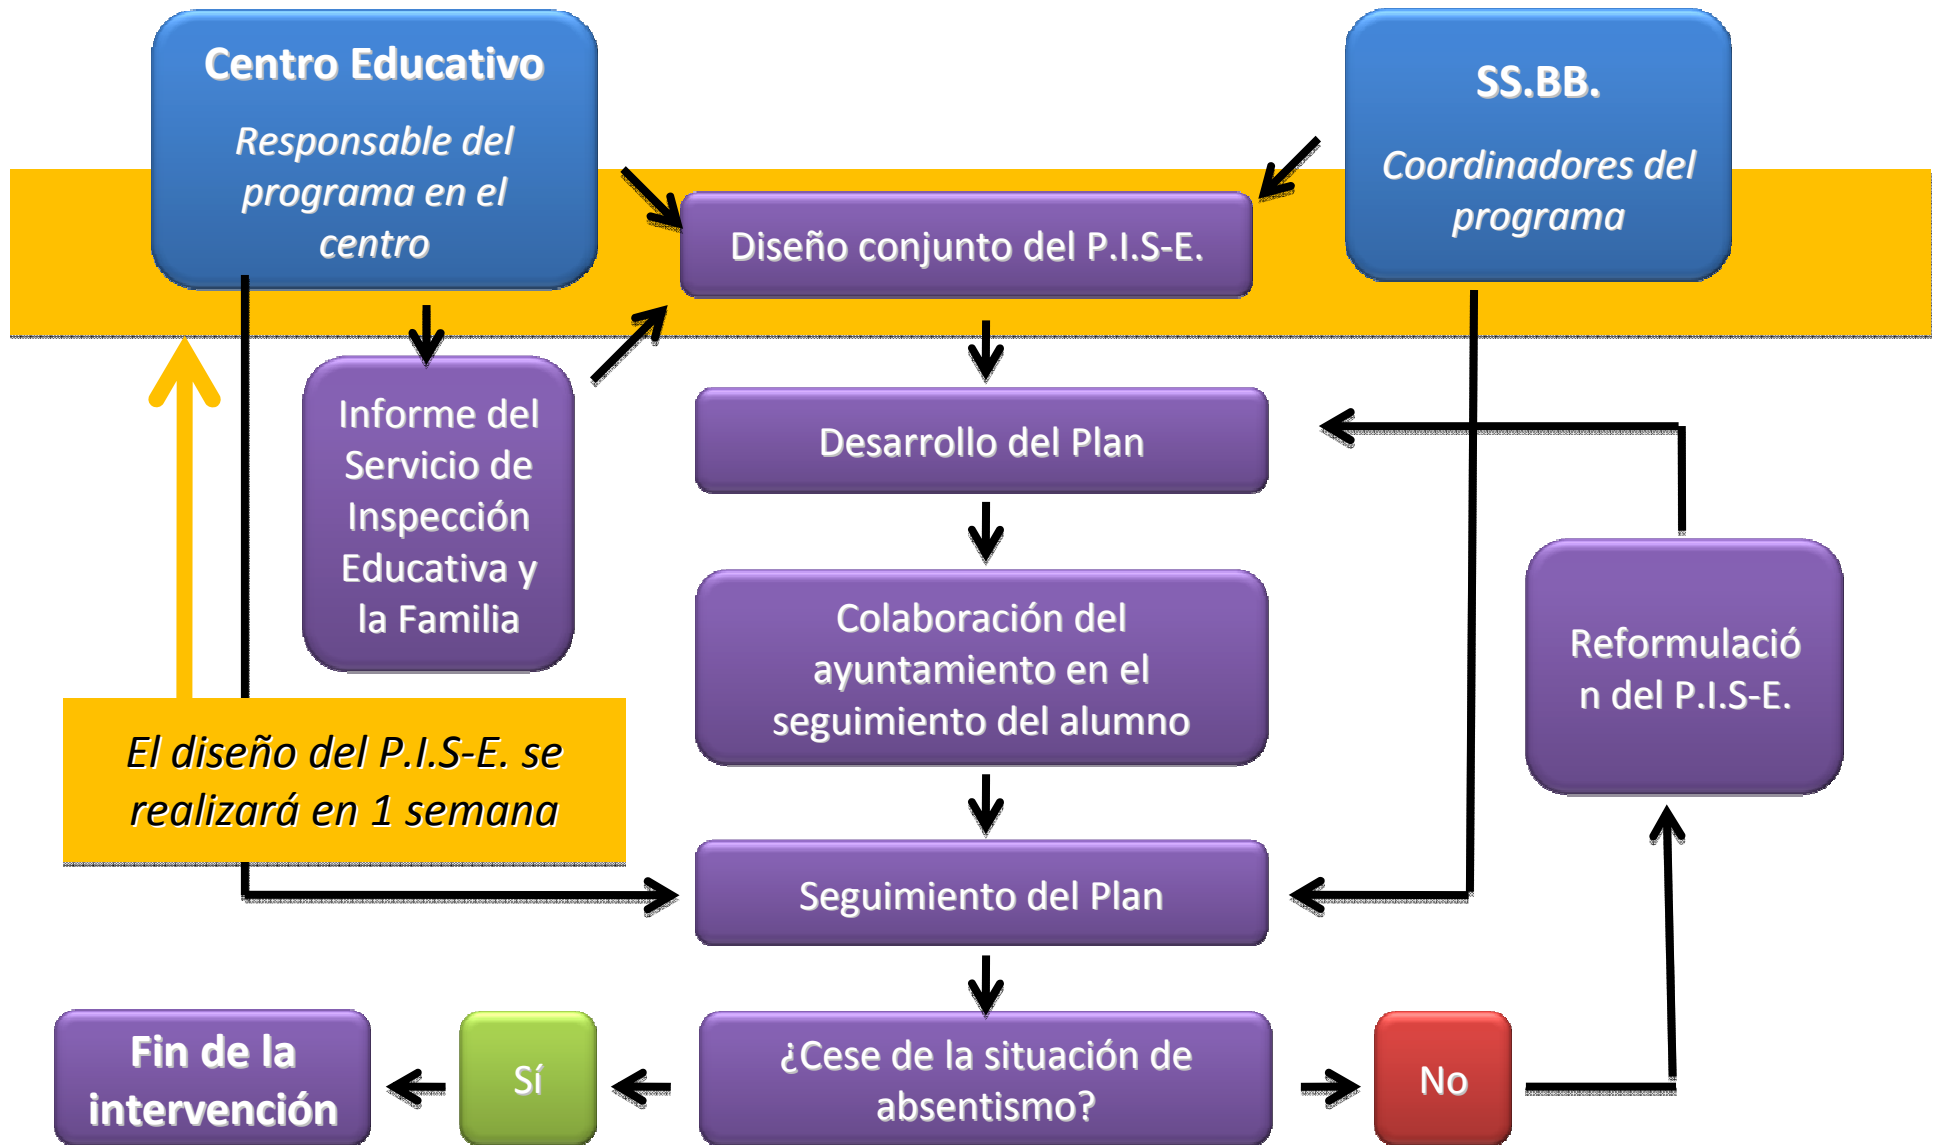 Centro Educativo
Responsable del
programa en el
centro
SS.BB.
Coordinadores del
programa
Diseño conjunto del P.I.S-E.
Informe del
Servicio de
Inspección
Educativa y
la Familia
Desarrollo del Plan
Colaboración del
ayuntamiento en el
seguimiento del alumno
Reformulació
n del P.I.S-E.
El diseño del P.I.S-E. se
realizará en 1 semana
Seguimiento del Plan
Fin de la
intervención
Sí
¿Cese de la situación de
absentismo?
No